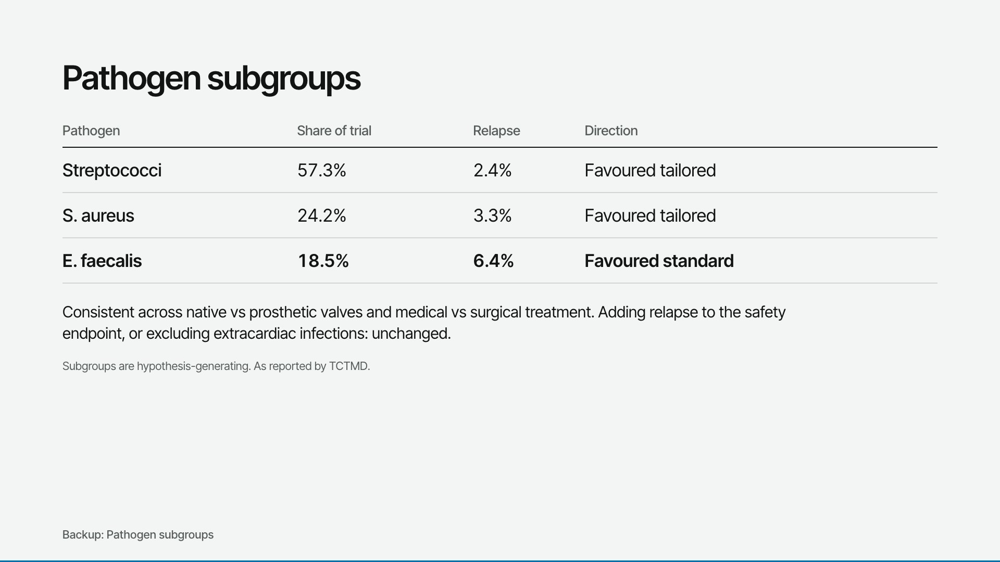 Pathogen subgroups
Pathogen Share of trial Relapse Direction
Streptococci 57.3% 2.4% Favoured tailored
S. aureus 24.2% 3.3% Favoured tailored
E. faecalis 18.5% 6.4% Favoured standard
Consistent across native vs prosthetic valves and medical vs surgical treatment. Adding relapse to the safety
endpoint, or excluding extracardiac infections: unchanged.
Subgroups are hypothesis-generating. As reported by TCTMD.
Backup: Pathogen subgroups